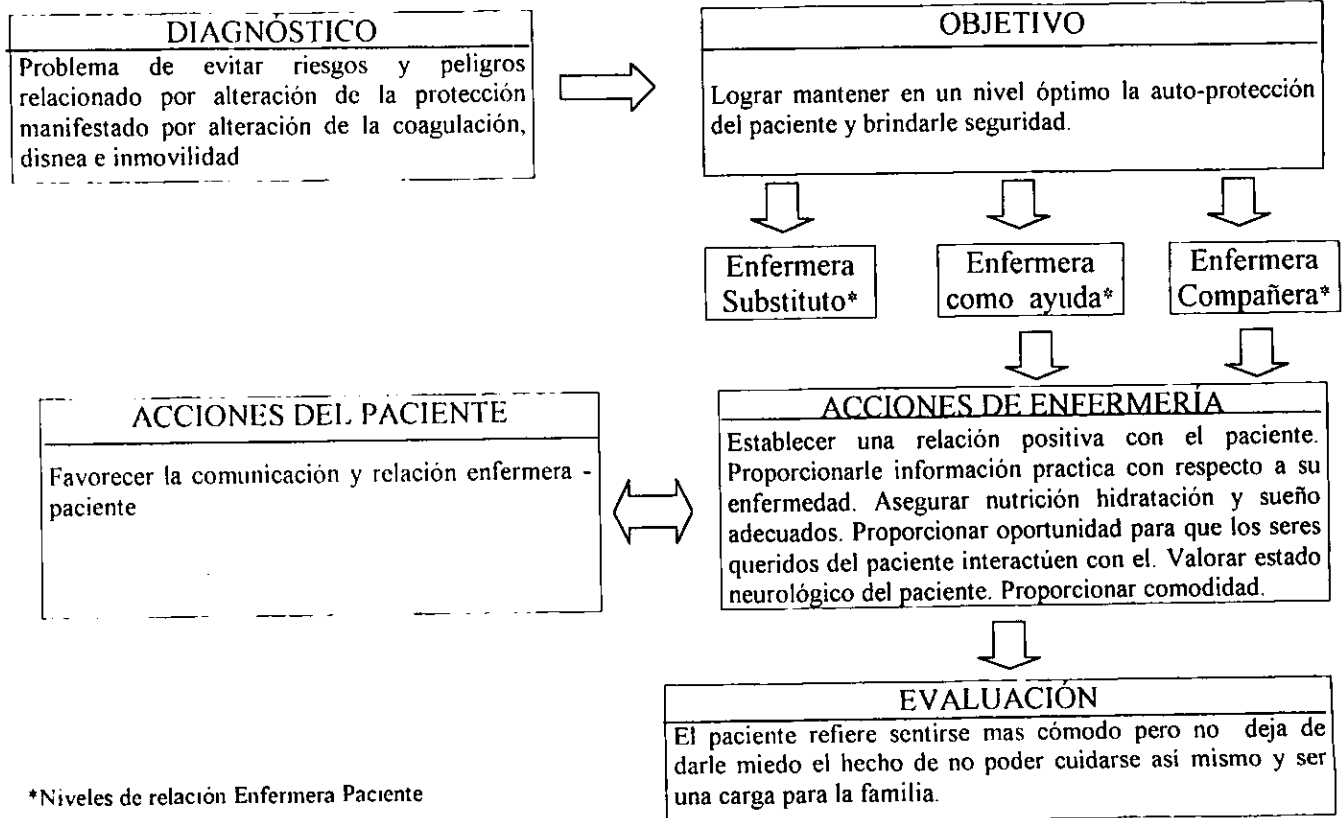 DIAGNÓSTICO
Problema de evitar riesgos y peligros
relacionado por alteración de la protección
manifestado por alteración de la coagulación,
disnea e inmovilidad
OBJETIVO
Lograr mantener en un nivel óptimo la auto-protección
del paciente y brindarle seguridad.
Enfermera
Substituto*
Enfermera
como ayuda*
Enfermera
Compañera*
ACCIONES DEL PACIENTE
Favorecer la comunicación y relación enfermera -
paciente
ACCIONES DE ENFERMERÍA
Establecer una relación positiva con el paciente.
Proporcionarle información practica con respecto a su
enfermedad. Asegurar nutrición hidratación y sueño
adecuados. Proporcionar oportunidad para que los seres
queridos del paciente interactúen con el. Valorar estado
neurológico del paciente. Proporcionar comodidad.
EVALUACIÓN
El paciente refiere sentirse mas cómodo pero no deja de
darle miedo el hecho de no poder cuidarse así mismo y ser
una carga para la familia.
*Niveles de relación Enfermera Paciente